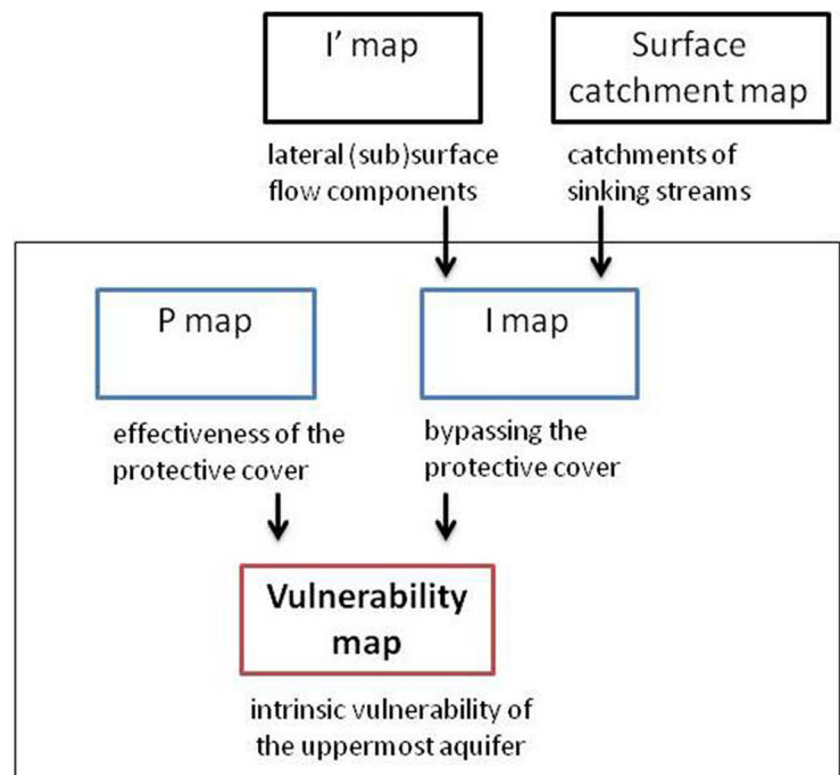 I' map
Surface
catchment map
lateral (sub)surface
flow components
catchments of
sinking streams
P map
I map
effectiveness of the
protective cover
bypassing the
protective cover
Vulnerability
map
intrinsic vulnerability of
the uppermost aquifer